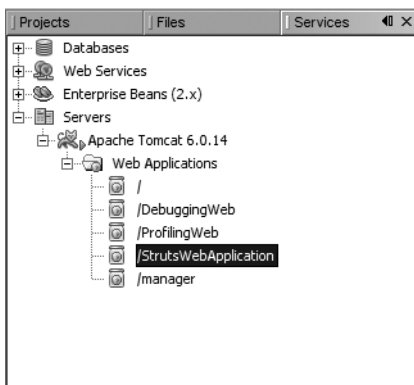 Projects Files Services
Databases
Web Services
Enterprise Beans (2.x)
Servers
Apache Tomcat 6.0.14
Web Applications
/
/DebuggingWeb
/ProfilingWeb
/StrutsWebApplication
/manager